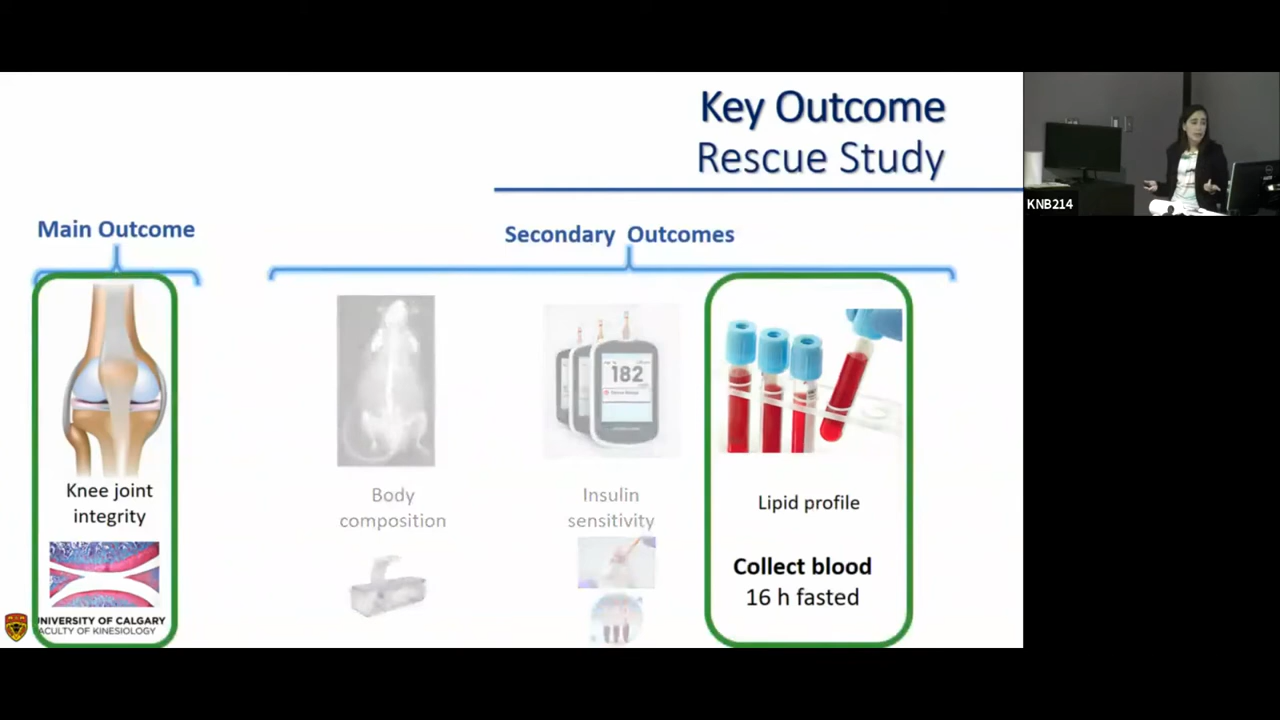 Key Outcome
Rescue Study
KNB214
Main Outcome
Secondary Outcomes
182
Knee joint
integrity
Body
composition
Insulin
sensitivity
Lipid profile
Collect blood
16 h fasted
UNIVERSITY OF CALGARY
FACULTY OF KINESIOLOGY